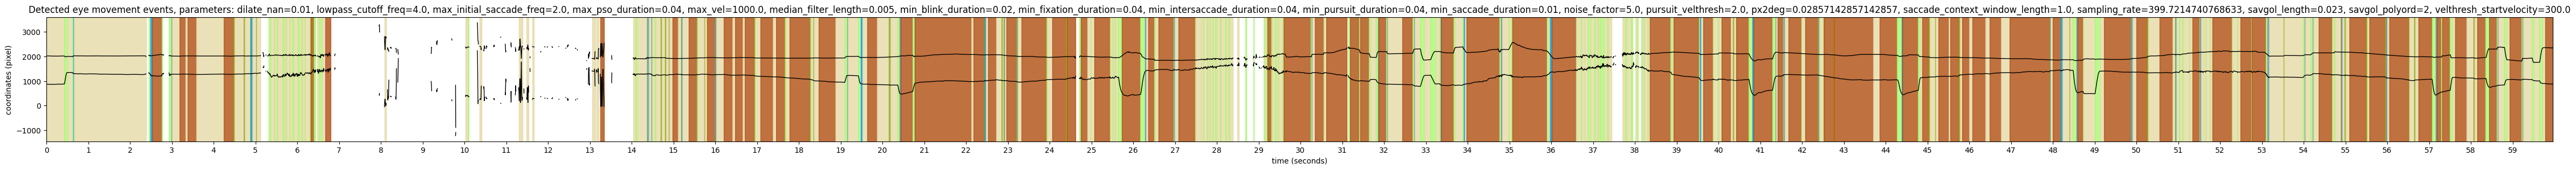 Detected eye movement events, parameters: dilate_nan=0.01, lowpass_cutoff_freq=4.0, max_initial_saccade_freq=2.0, max_pso_duration=0.04, max_vel=1000.0, median_filter_length=0.005, min_blink_duration=0.02, min_fixation_duration=0.04, min_intersaccade_duration=0.04, min_pursuit_duration=0.04, min_saccade_duration=0.01, noise_factor=5.0, pursuit_velthresh=2.0, px2deg=0.02857142857142857, saccade_context_window_length=1.0, sampling_rate=399.7214740768633, savgol_length=0.023, savgol_polyord=2, velthresh_startvelocity=300.0
coordinates (pixel)
3000
2000
1000
0
−1000
0 1 2 3 4 5 6 7 8 9 10 11 12 13 14 15 16 17 18 19 20 21 22 23 24 25 26 27 28 29 30 31 32 33 34 35 36 37 38 39 40 41 42 43 44 45 46 47 48 49 50 51 52 53 54 55 56 57 58 59
time (seconds)